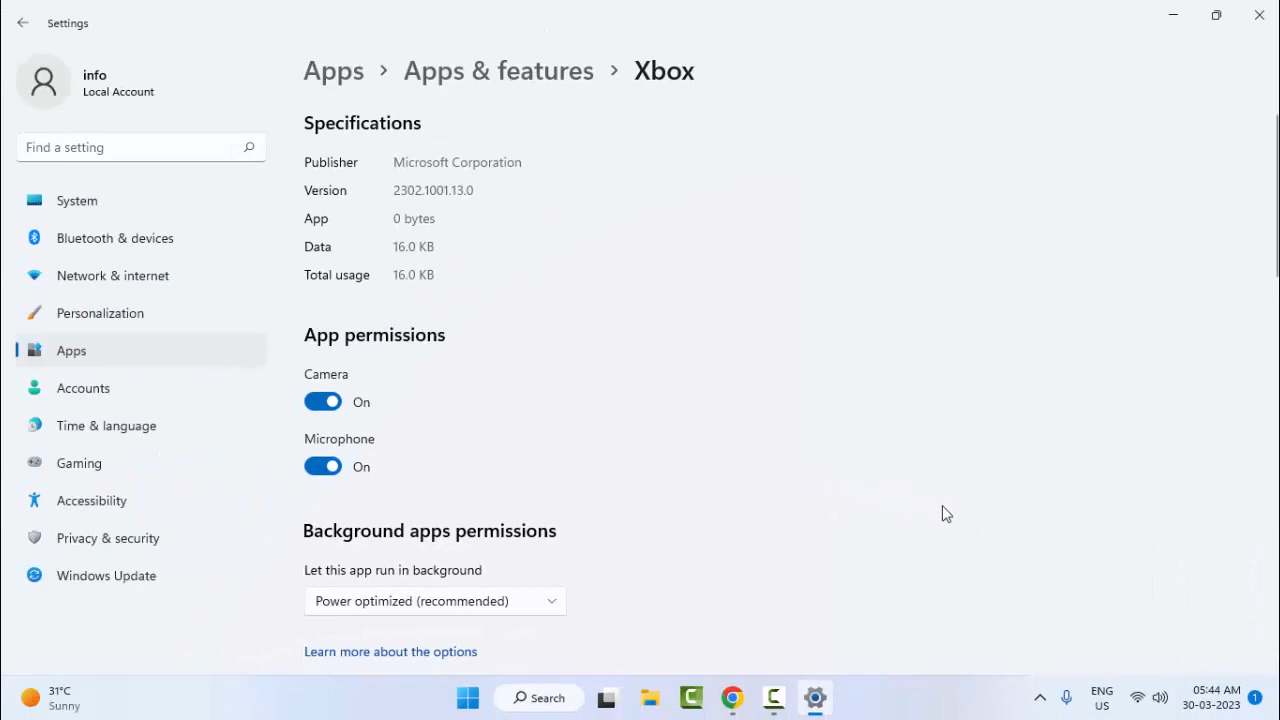 Settings
info
Local Account
Find a setting
System
Bluetooth & devices
Network & internet
Personalization
Apps
Accounts
Time & language
Gaming
Accessibility
Privacy & security
Windows Update
Apps > Apps & features > Xbox
Specifications
Publisher Microsoft Corporation
Version 2302.1001.13.0
App 0 bytes
Data 16.0 KB
Total usage 16.0 KB
App permissions
Camera
On
Microphone
On
Background apps permissions
Let this app run in background
Power optimized (recommended)
Learn more about the options
31°C
Sunny
Search
ENG
US
05:44 AM
30-03-2023
1